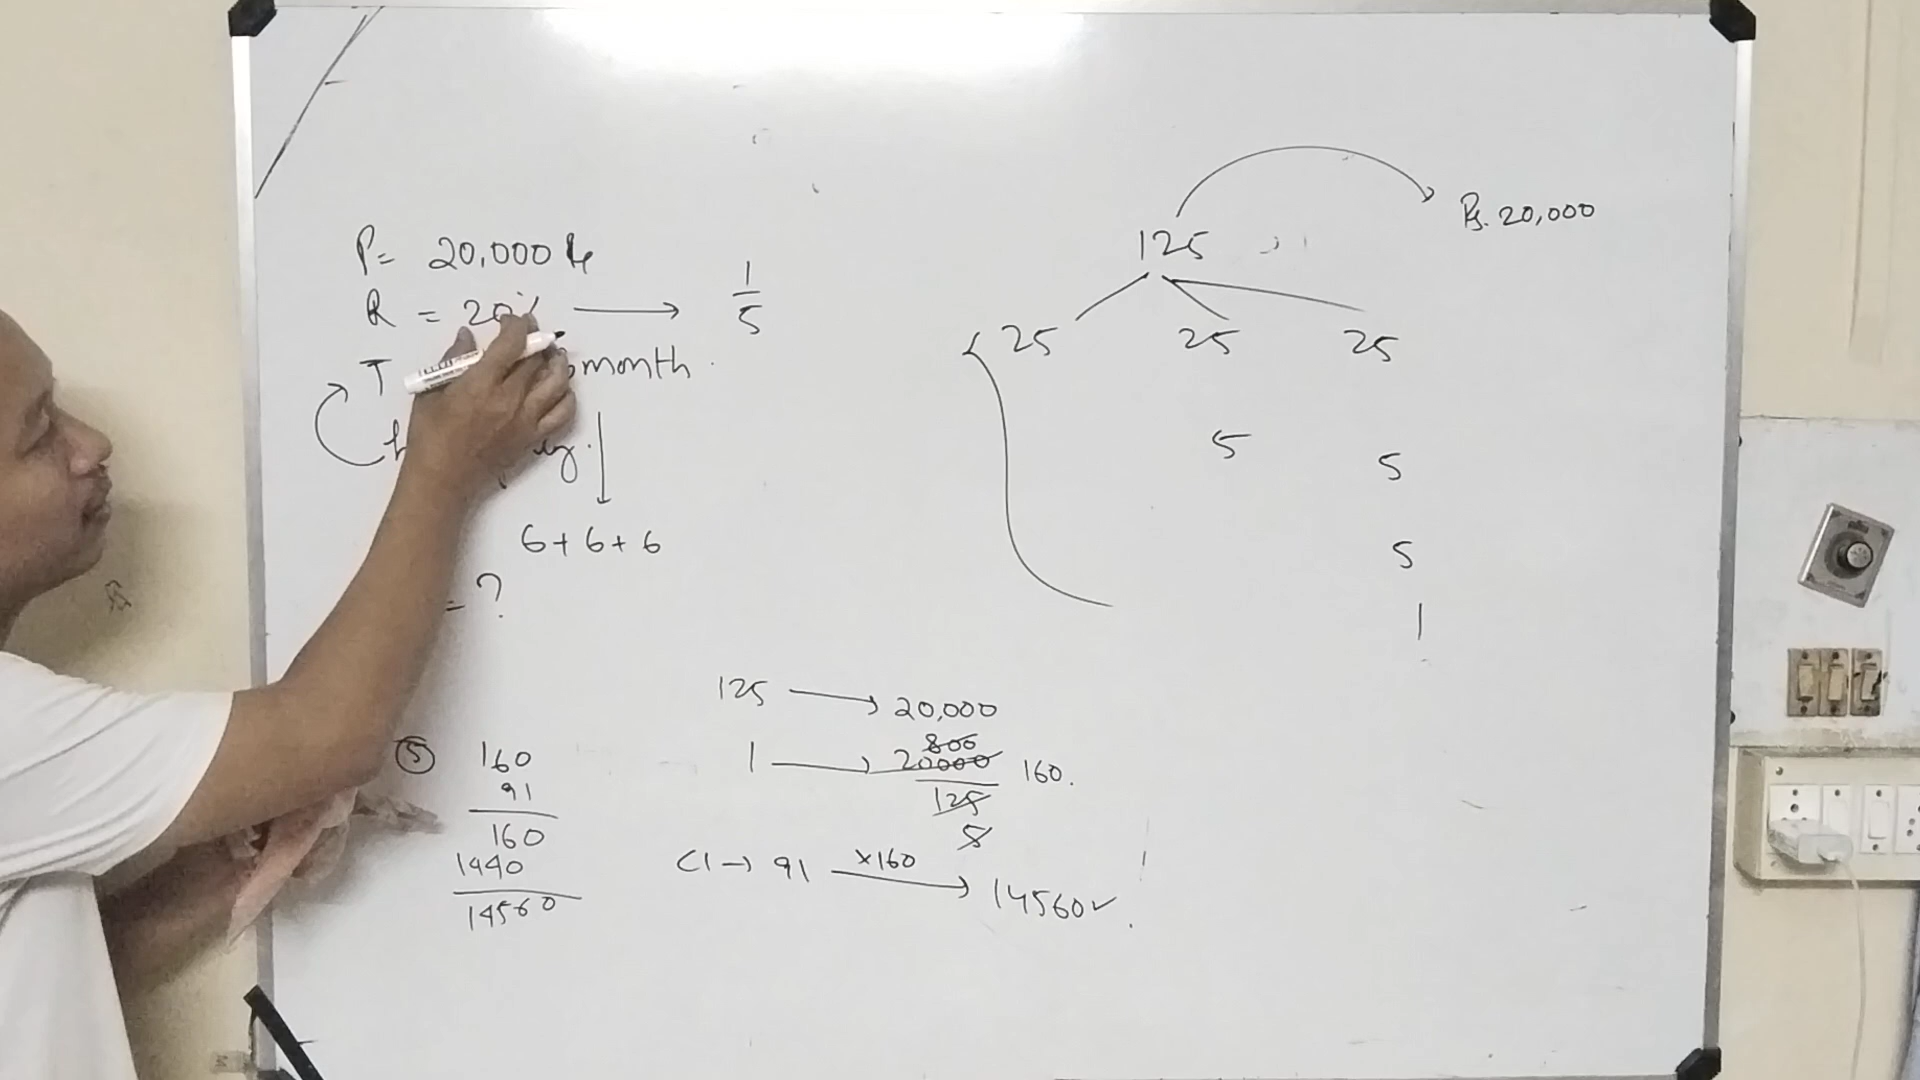 P= 20,000 Rs
R = 20% → 1/5
T month.
6+6+6
= ?
125 → Rs. 20,000
25 25 25
5 5
5
1
125 → 20,000
1 → 20000/125 800 8 160.
CI → 91 ×160 → 14560✓.
⑤ 160
91
160
1440
14560